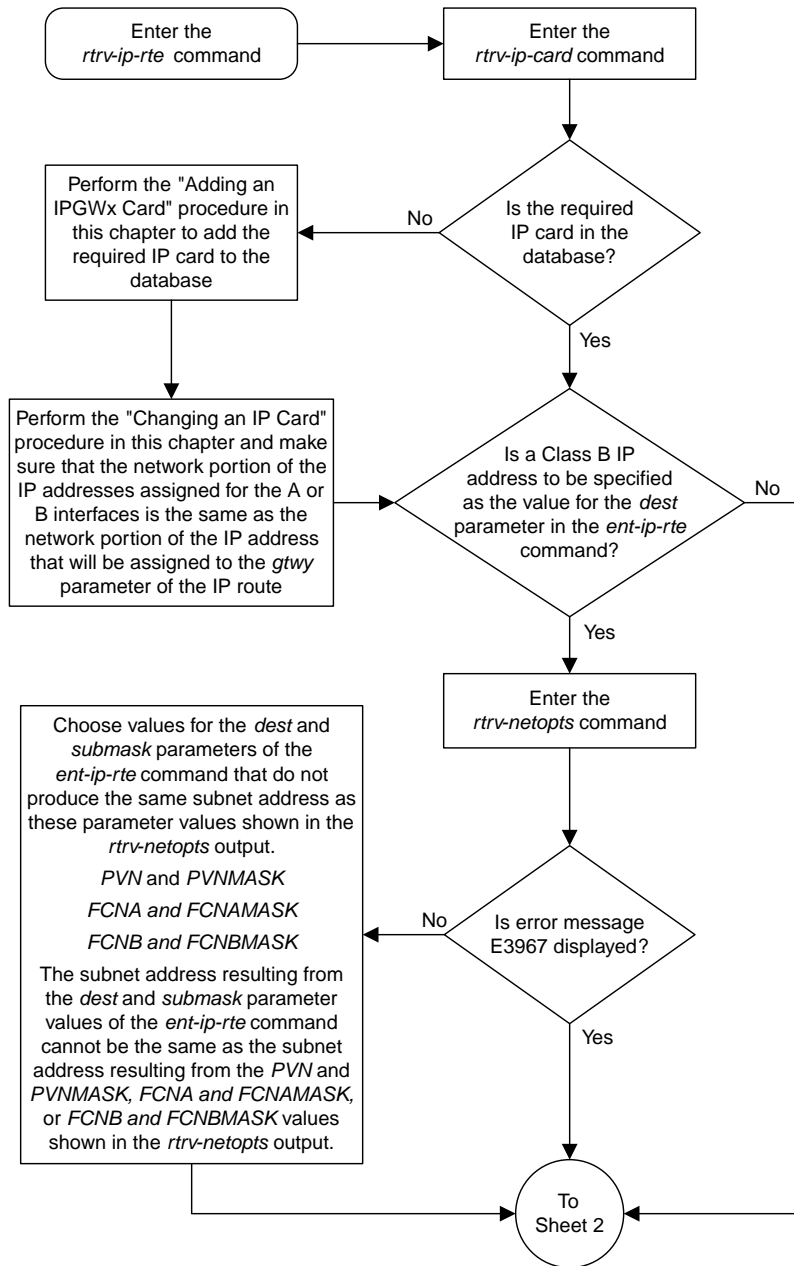 Enter the
rtrv-ip-rte command
Enter the
rtrv-ip-card command
Is the required
IP card in the
database?
No
Yes
Perform the "Adding an
IPGWx Card" procedure in
this chapter to add the
required IP card to the
database
Perform the "Changing an IP Card"
procedure in this chapter and make
sure that the network portion of the
IP addresses assigned for the A or
B interfaces is the same as the
network portion of the IP address
that will be assigned to the gtwy
parameter of the IP route
Is a Class B IP
address to be specified
as the value for the dest
parameter in the ent-ip-rte
command?
No
Yes
Enter the
rtrv-netopts command
Is error message
E3967 displayed?
No
Yes
Choose values for the dest and
submask parameters of the
ent-ip-rte command that do not
produce the same subnet address as
these parameter values shown in the
rtrv-netopts output.
PVN and PVNMASK
FCNA and FCNAMASK
FCNB and FCNBMASK
The subnet address resulting from
the dest and submask parameter
values of the ent-ip-rte command
cannot be the same as the subnet
address resulting from the PVN and
PVNMASK, FCNA and FCNAMASK,
or FCNB and FCNBMASK values
shown in the rtrv-netopts output.
To
Sheet 2